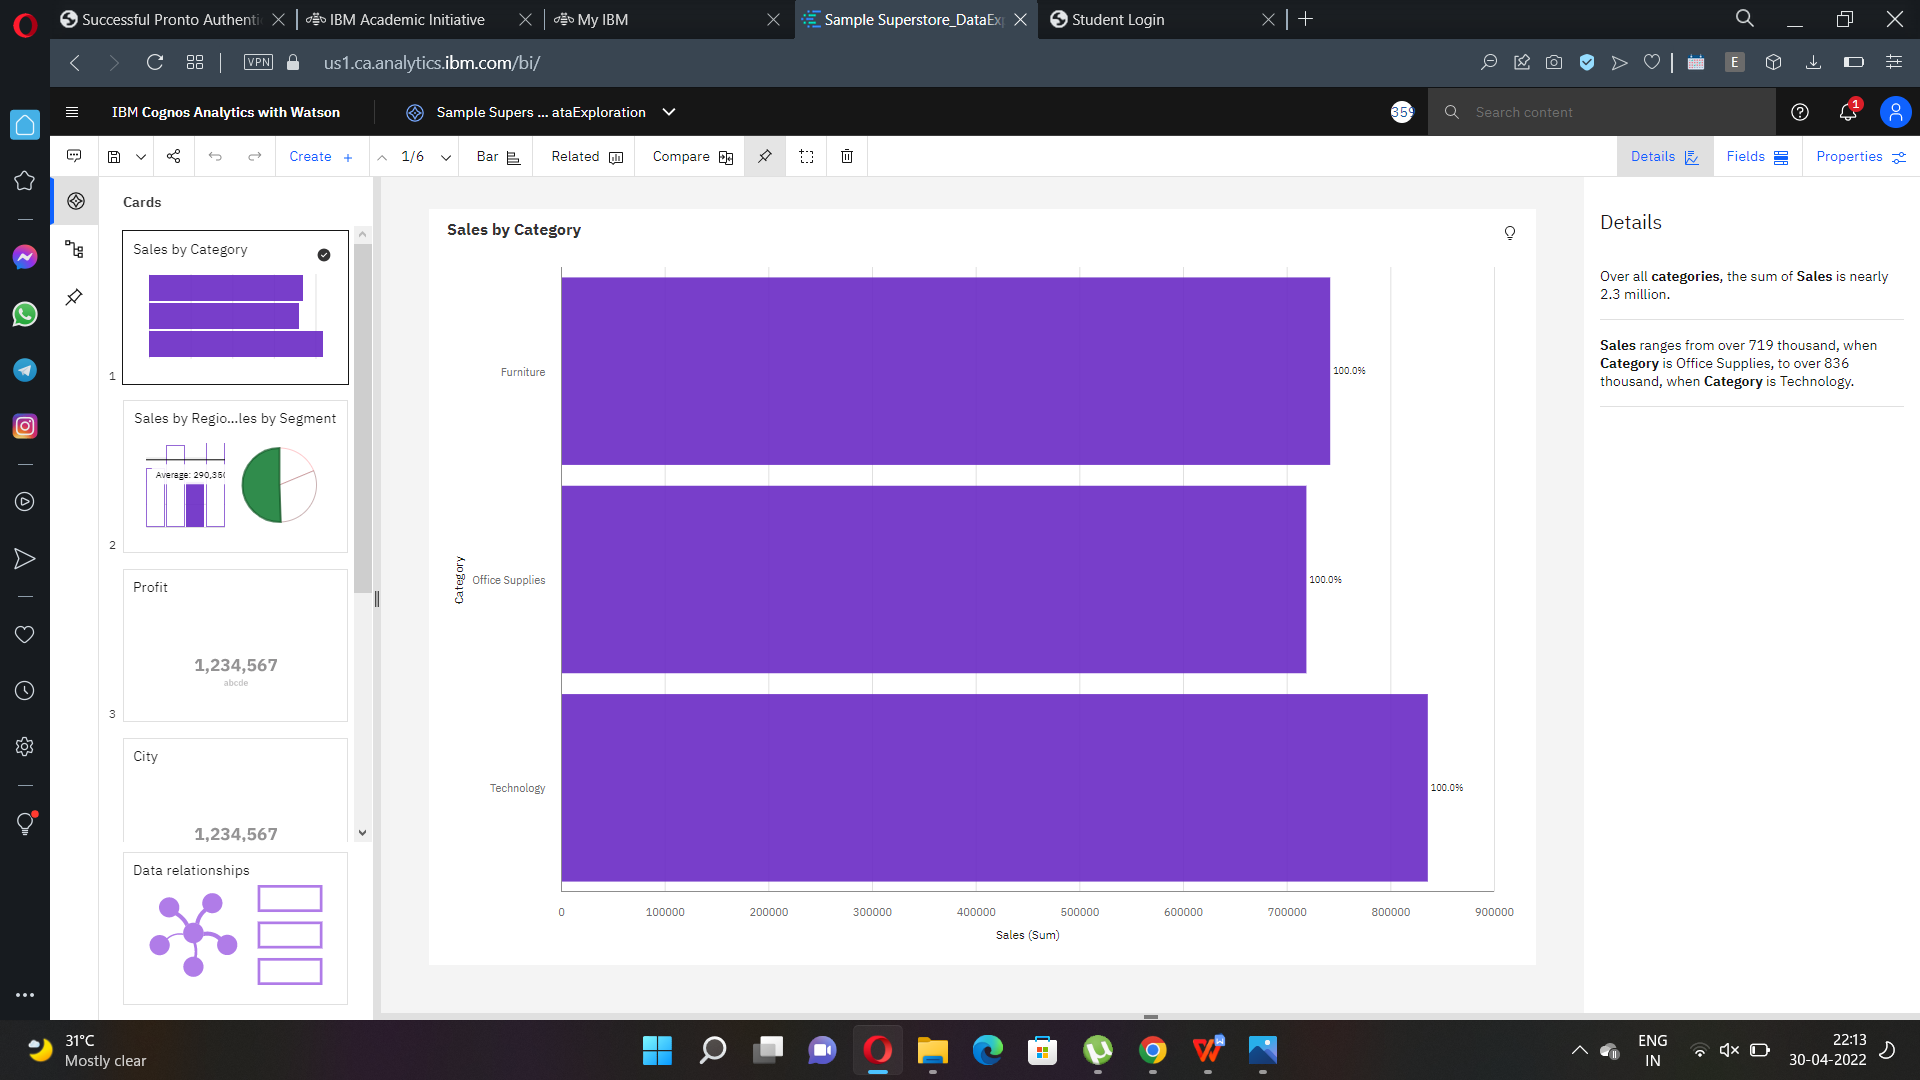 Successful Pronto Authenti
IBM Academic Initiative
My IBM
Sample Superstore_DataEx
Student Login
VPN
us1.ca.analytics.ibm.com/bi/
E
IBM Cognos Analytics with Watson
Sample Supers ... ataExploration
359
Search content
1
Create +
1/6
Bar
Related
Compare
Details
Fields
Properties
Cards
Sales by Category
1
Sales by Regio...les by Segment
Average: 290,350
2
Profit
1,234,567
abcde
3
City
1,234,567
Data relationships
Sales by Category
Category
Furniture
100.0%
Office Supplies
100.0%
Technology
100.0%
0 100000 200000 300000 400000 500000 600000 700000 800000 900000
Sales (Sum)
Details
Over all categories, the sum of Sales is nearly
2.3 million.
Sales ranges from over 719 thousand, when
Category is Office Supplies, to over 836
thousand, when Category is Technology.
31°C
Mostly clear
ENG
IN
22:13
30-04-2022